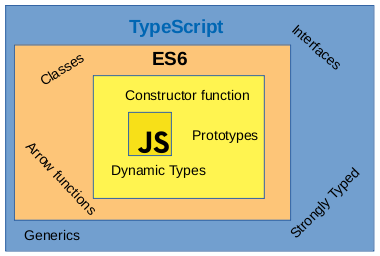 TypeScript
Interfaces
ES6
Classes
Constructor function
JS
Prototypes
Dynamic Types
Arrow functions
Strongly Typed
Generics